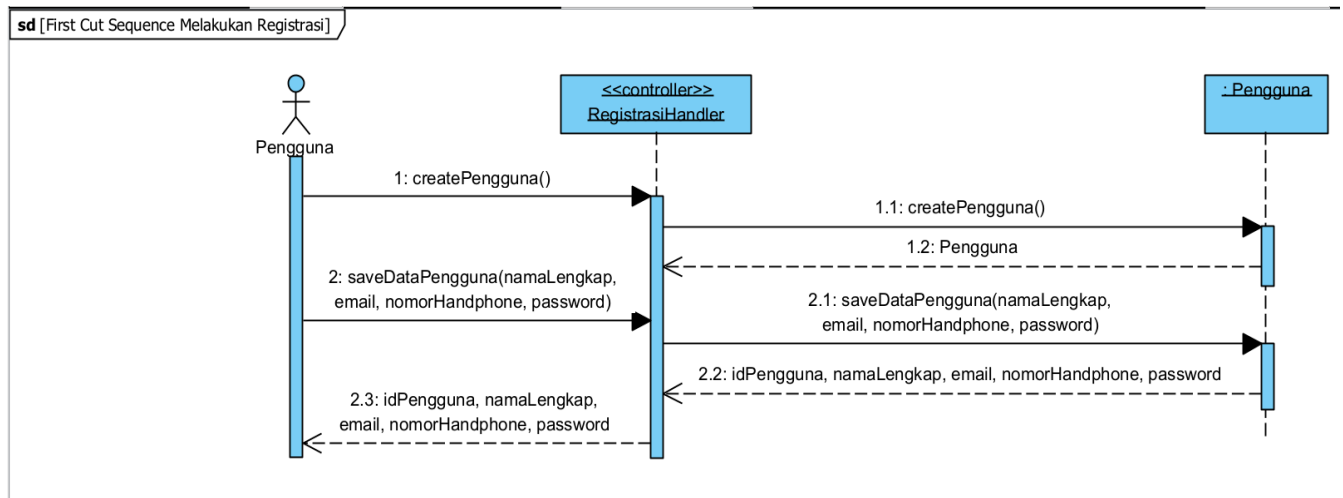 sd [First Cut Sequence Melakukan Registrasi]
<<controller>>
RegistrasiHandler
: Pengguna
Pengguna
1: createPengguna()
1.1: createPengguna()
1.2: Pengguna
2: saveDataPengguna(namaLengkap,
email, nomorHandphone, password)
2.1: saveDataPengguna(namaLengkap,
email, nomorHandphone, password)
2.2: idPengguna, namaLengkap, email, nomorHandphone, password
2.3: idPengguna, namaLengkap,
email, nomorHandphone, password